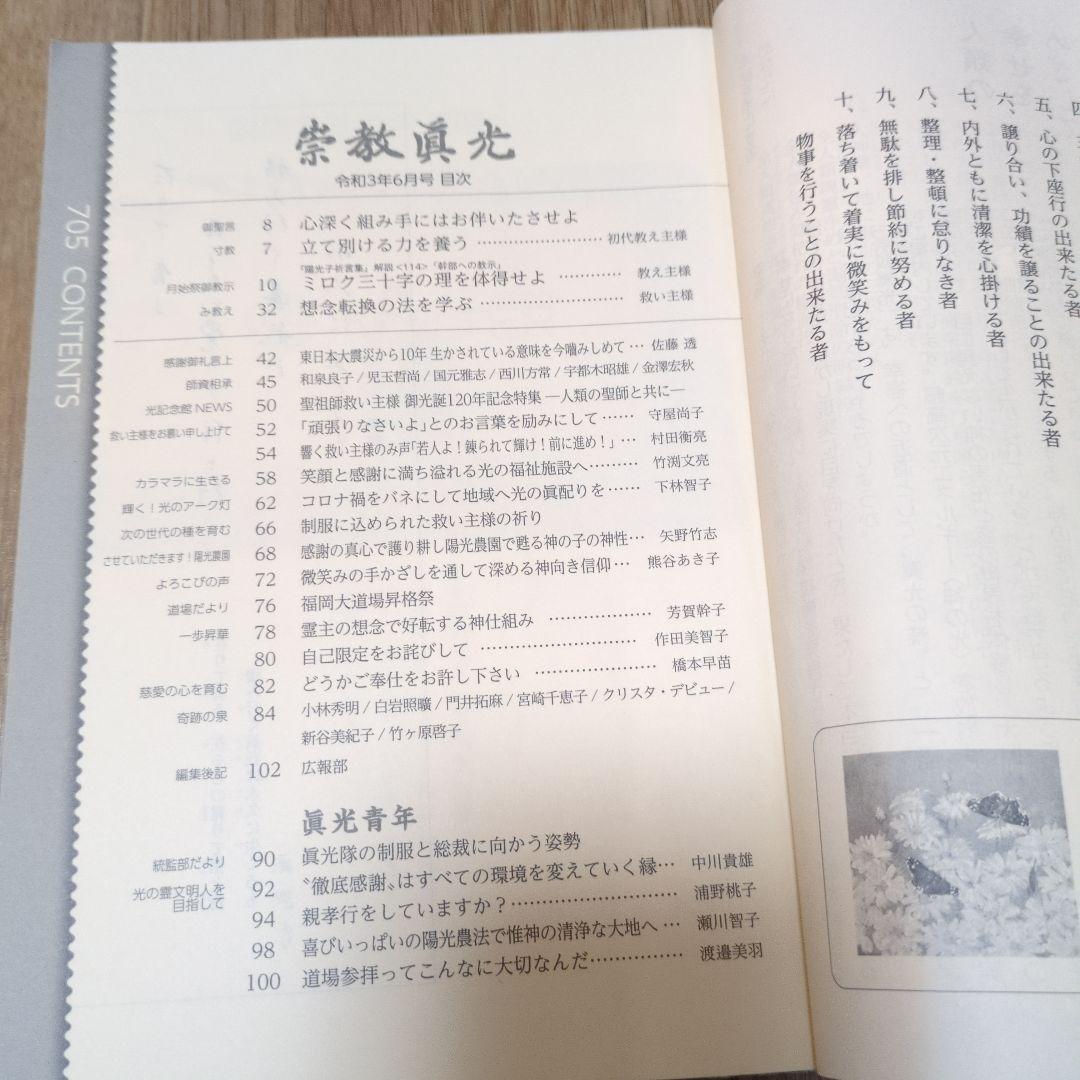 705 CONTENTS
崇教眞光
令和3年6月号 目次
御聖言 8 心深く組み手にはお伴いたさせよ
寸教 7 立て別ける力を養う …… 初代教え主様
「陽光子祈言集」解説<114>「幹部への教示」
月始祭御教示 10 ミロク三十字の理を体得せよ …… 教え主様
み教え 32 想念転換の法を学ぶ …… 救い主様
感謝御礼言上 42 東日本大震災から10年 生かされている意味を今嚙みしめて … 佐藤 透
師資相承 45 和泉良子 / 児玉哲尚 / 国元雅志 / 西川方常 / 宇都木昭雄 / 金澤宏秋
光記念館 NEWS 50 聖祖師救い主様 御光誕120年記念特集 ―人類の聖師と共に―
救い主様をお慕い申し上げて 52 「頑張りなさいよ」とのお言葉を励みにして …… 守屋尚子
54 響く救い主様のみ声「若人よ!錬られて輝け!前に進め!」 … 村田衡亮
カラマラに生きる 58 笑顔と感謝に満ち溢れる光の福祉施設へ …… 竹渕文亮
輝く!光のアーク灯 62 コロナ禍をバネにして地域へ光の眞配りを …… 下林智子
次の世代の種を育む 66 制服に込められた救い主様の祈り
させていただきます!陽光農園 68 感謝の真心で護り耕し陽光農園で甦る神の子の神性 … 矢野竹志
よろこびの声 72 微笑みの手かざしを通して深める神向き信仰 … 熊谷あき子
道場だより 76 福岡大道場昇格祭
一歩昇華 78 霊主の想念で好転する神仕組み …… 芳賀幹子
80 自己限定をお詫びして …… 作田美智子
慈愛の心を育む 82 どうかご奉仕をお許し下さい …… 橋本早苗
奇跡の泉 84 小林秀明 / 白岩照曠 / 門井拓麻 / 宮崎千恵子 / クリスタ・デビュー /
新谷美紀子 / 竹ヶ原啓子
編集後記 102 広報部
眞光青年
統監部だより 90 眞光隊の制服と総裁に向かう姿勢
光の霊文明人を
目指して
92 〝徹底感謝〟はすべての環境を変えていく縁 … 中川貴雄
94 親孝行をしていますか? …… 浦野桃子
98 喜びいっぱいの陽光農法で惟神の清浄な大地へ … 瀬川智子
100 道場参拝ってこんなに大切なんだ …… 渡邉美羽
四、
五、心の下座行の出来たる者
六、譲り合い、功績を譲ることの出来たる者
七、内外ともに清潔を心掛ける者
八、整理・整頓に怠りなき者
九、無駄を排し節約に努める者
十、落ち着いて着実に微笑みをもって
物事を行うことの出来たる者